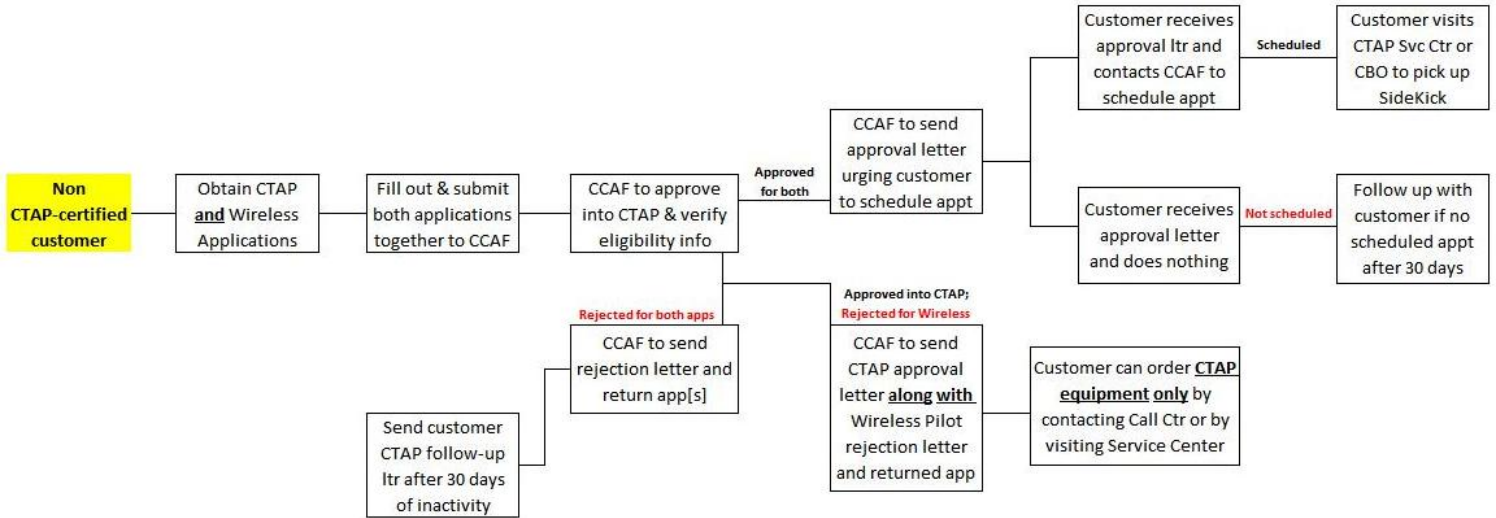 Non
CTAP-certified
customer
Obtain CTAP
and Wireless
Applications
Fill out & submit
both applications
together to CCAF
CCAF to approve
into CTAP & verify
eligibility info
Approved
for both
CCAF to send
approval letter
urging customer
to schedule appt
Customer receives
approval ltr and
contacts CCAF to
schedule appt
Scheduled
Customer visits
CTAP Svc Ctr or
CBO to pick up
SideKick
Customer receives
approval letter
and does nothing
Not scheduled
Follow up with
customer if no
scheduled appt
after 30 days
Rejected for both apps
CCAF to send
rejection letter and
return app[s]
Send customer
CTAP follow-up
ltr after 30 days
of inactivity
Approved into CTAP;
Rejected for Wireless
CCAF to send
CTAP approval
letter along with
Wireless Pilot
rejection letter
and returned app
Customer can order CTAP
equipment only by
contacting Call Ctr or by
visiting Service Center